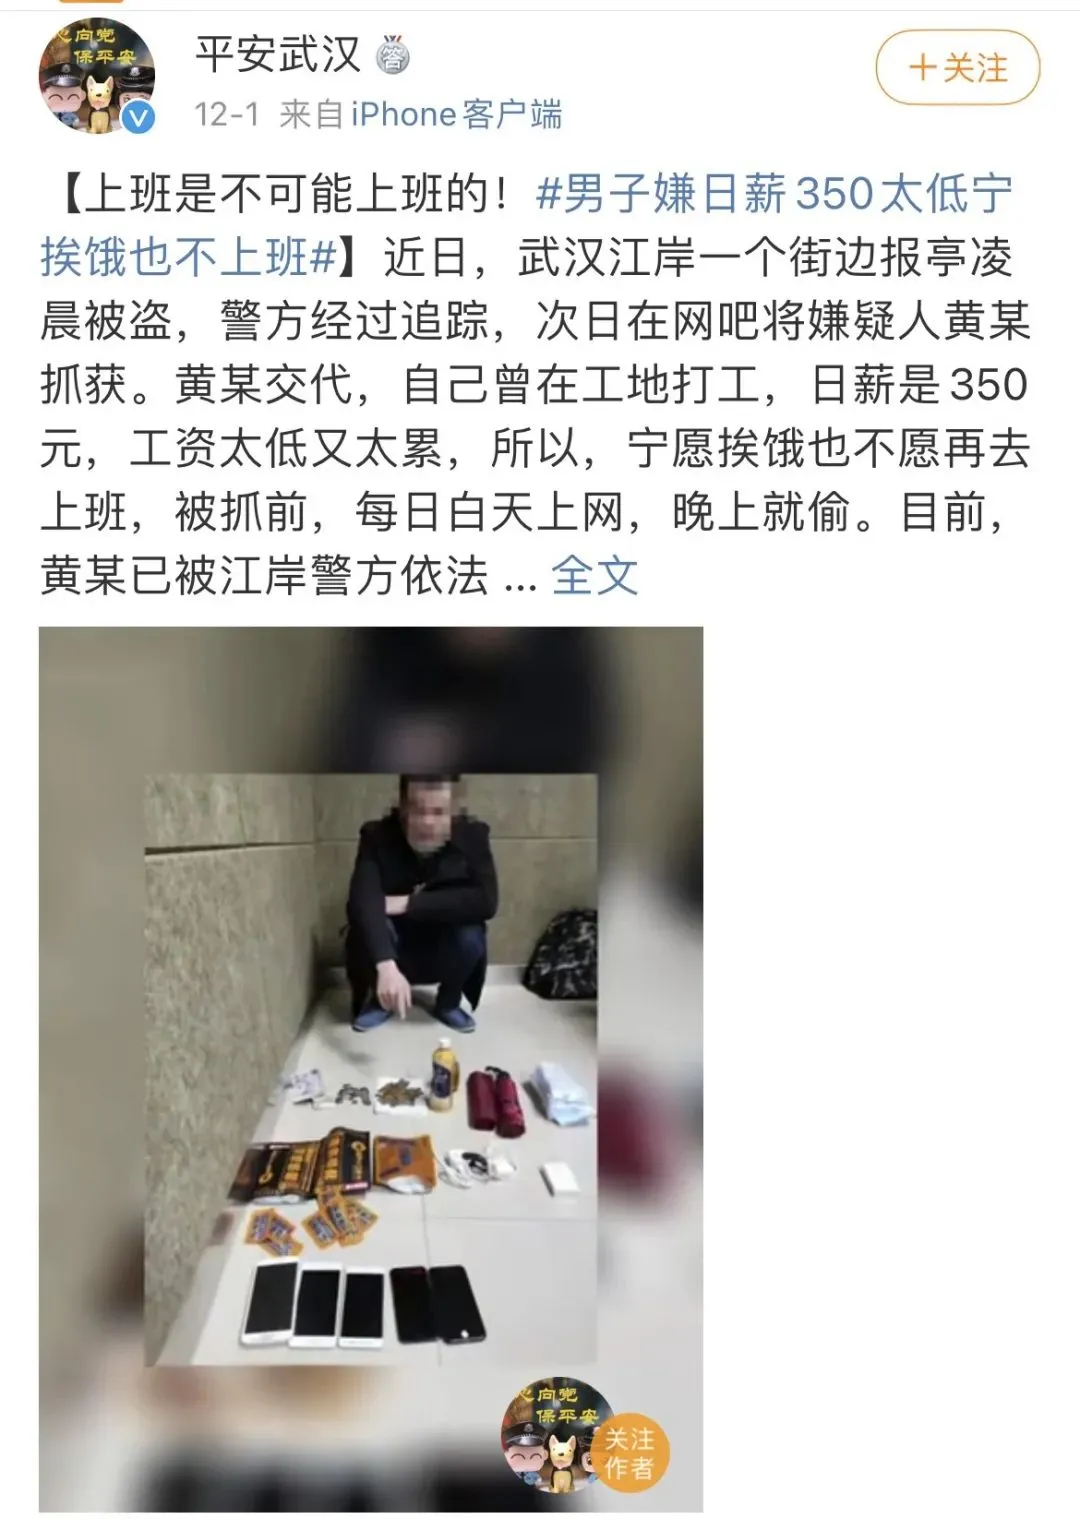 心向党
保平安
平安武汉
答
+关注
12-1 来自iPhone客户端
【上班是不可能上班的！#男子嫌日薪350太低宁
挨饿也不上班#】近日，武汉江岸一个街边报亭凌
晨被盗，警方经过追踪，次日在网吧将嫌疑人黄某
抓获。黄某交代，自己曾在工地打工，日薪是350
元，工资太低又太累，所以，宁愿挨饿也不愿再去
上班，被抓前，每日白天上网，晚上就偷。目前，
黄某已被江岸警方依法 ... 全文
心向党
保平安
关注
作者